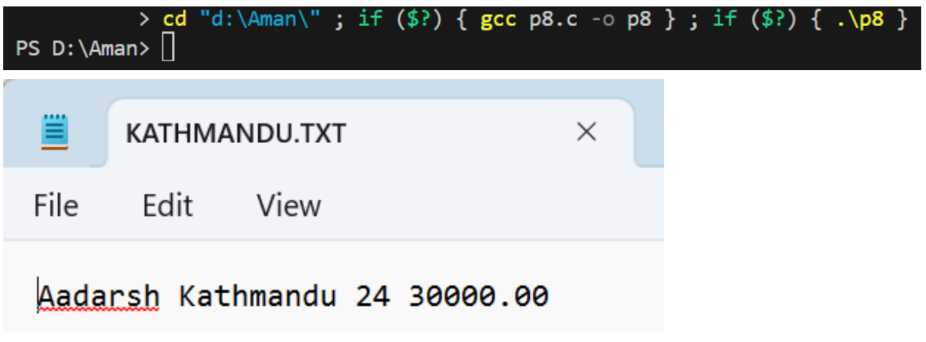 > cd "d:\Aman\" ; if ($?) { gcc p8.c -o p8 } ; if ($?) { .\p8 }
PS D:\Aman>
KATHMANDU.TXT
File Edit View
Aadarsh Kathmandu 24 30000.00